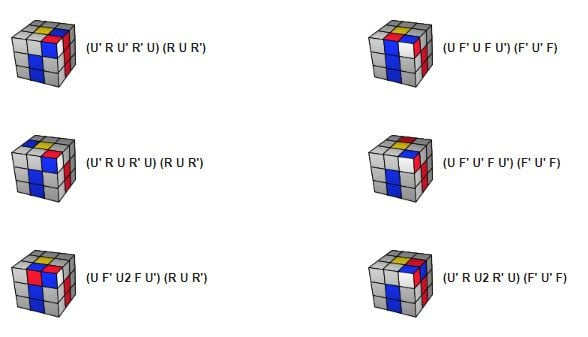 (U' R U' R' U) (R U R')
(U F' U F U') (F' U' F)
(U' R U R' U) (R U R')
(U F' U' F U') (F' U' F)
(U F' U2 F U') (R U R')
(U' R U2 R' U) (F' U' F)